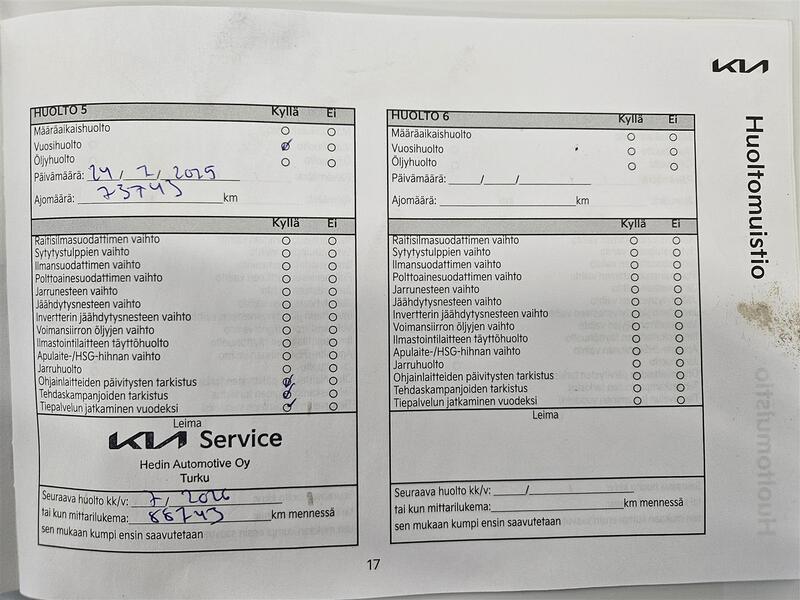 KIA
Huoltomuistio
HUOLTO 5 Kyllä Ei
Määräaikaishuolto
Vuosihuolto
Öljyhuolto
Päivämäärä: 24 / 7 / 2025
Ajomäärä: 73743 km
Kyllä Ei
Raitisilmasuodattimen vaihto
Sytytystulppien vaihto
Ilmansuodattimen vaihto
Polttoainesuodattimen vaihto
Jarrunesteen vaihto
Jäähdytysnesteen vaihto
Invertterin jäähdytysnesteen vaihto
Voimansiirron öljyjen vaihto
Ilmastointilaitteen täyttöhuolto
Apulaite-/HSG-hihnan vaihto
Jarruhuolto
Ohjainlaitteiden päivitysten tarkistus
Tehdaskampanjoiden tarkistus
Tiepalvelun jatkaminen vuodeksi
Leima
KIA Service
Hedin Automotive Oy
Turku
Seuraava huolto kk/v: 7 / 2026
tai kun mittarilukema: 88743 km mennessä
sen mukaan kumpi ensin saavutetaan
HUOLTO 6 Kyllä Ei
Määräaikaishuolto
Vuosihuolto
Öljyhuolto
Päivämäärä: ____/____/________
Ajomäärä: ____________ km
Kyllä Ei
Raitisilmasuodattimen vaihto
Sytytystulppien vaihto
Ilmansuodattimen vaihto
Polttoainesuodattimen vaihto
Jarrunesteen vaihto
Jäähdytysnesteen vaihto
Invertterin jäähdytysnesteen vaihto
Voimansiirron öljyjen vaihto
Ilmastointilaitteen täyttöhuolto
Apulaite-/HSG-hihnan vaihto
Jarruhuolto
Ohjainlaitteiden päivitysten tarkistus
Tehdaskampanjoiden tarkistus
Tiepalvelun jatkaminen vuodeksi
Leima
Seuraava huolto kk/v: ____/____________
tai kun mittarilukema: ____________ km mennessä
sen mukaan kumpi ensin saavutetaan
17